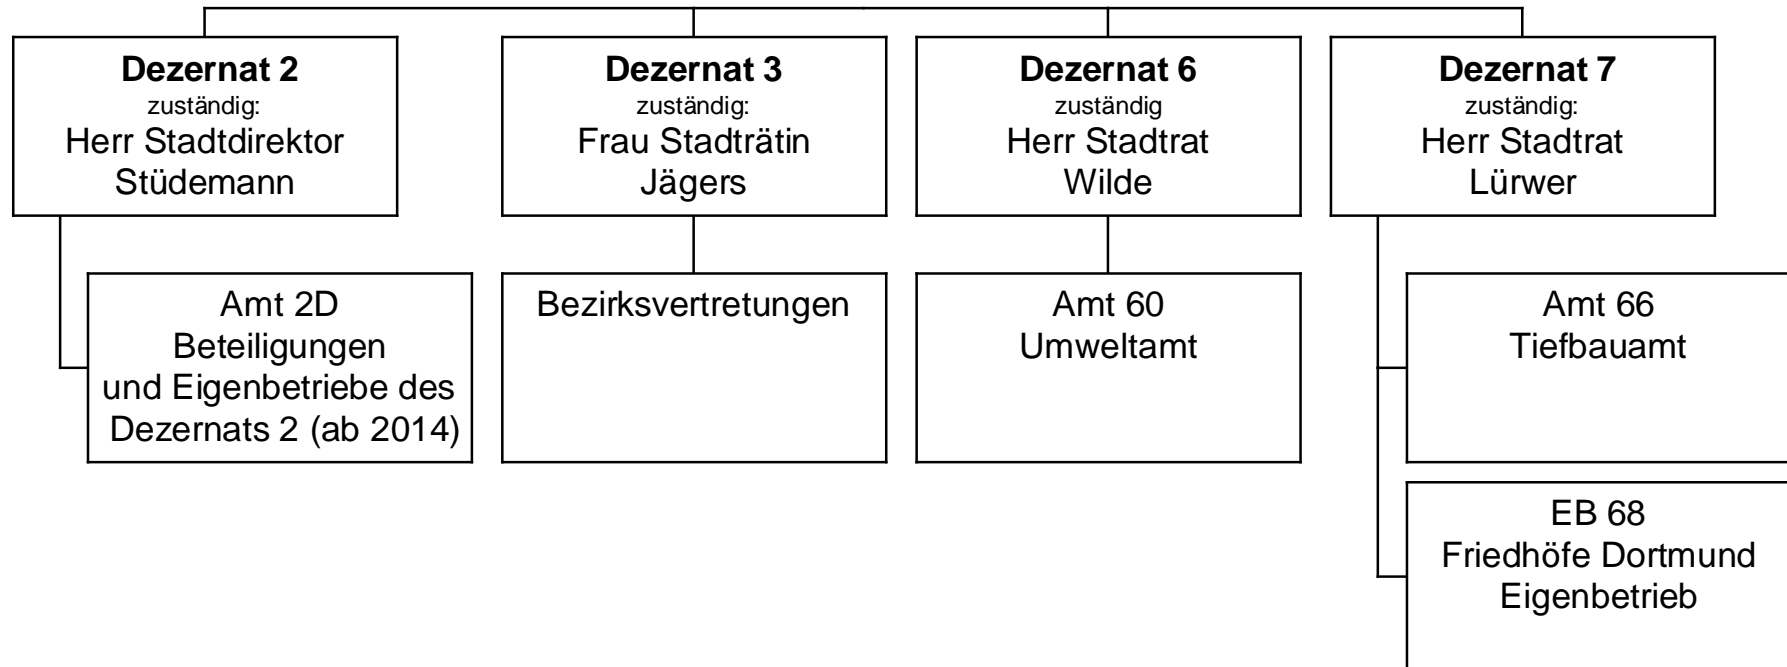 Dezernat 2
zuständig:
Herr Stadtdirektor
Stüdemann
Dezernat 3
zuständig:
Frau Stadträtin
Jägers
Dezernat 6
zuständig
Herr Stadtrat
Wilde
Dezernat 7
zuständig:
Herr Stadtrat
Lürwer
Amt 2D
Beteiligungen
und Eigenbetriebe des
Dezernats 2 (ab 2014)
Bezirksvertretungen
Amt 60
Umweltamt
Amt 66
Tiefbauamt
EB 68
Friedhöfe Dortmund
Eigenbetrieb